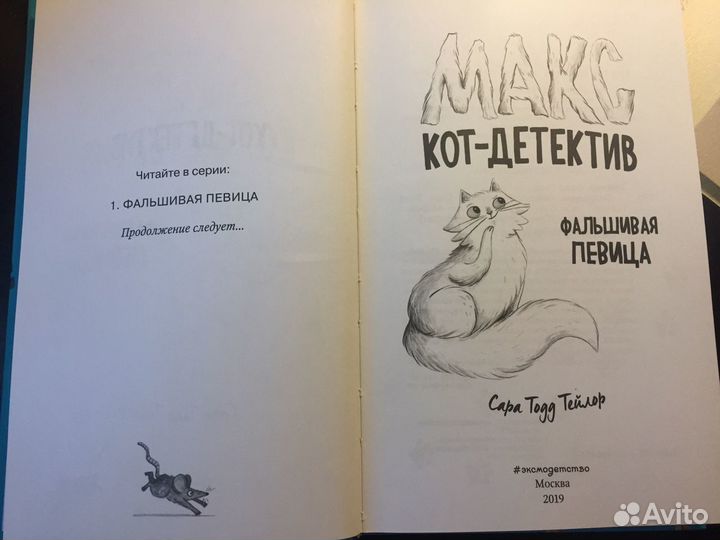 Читайте в серии:
1. ФАЛЬШИВАЯ ПЕВИЦА
Продолжение следует...
МАКС
КОТ-ДЕТЕКТИВ
ФАЛЬШИВАЯ
ПЕВИЦА
Сара Тодд Тейлор
#эксмодетство
Москва
2019
Avito